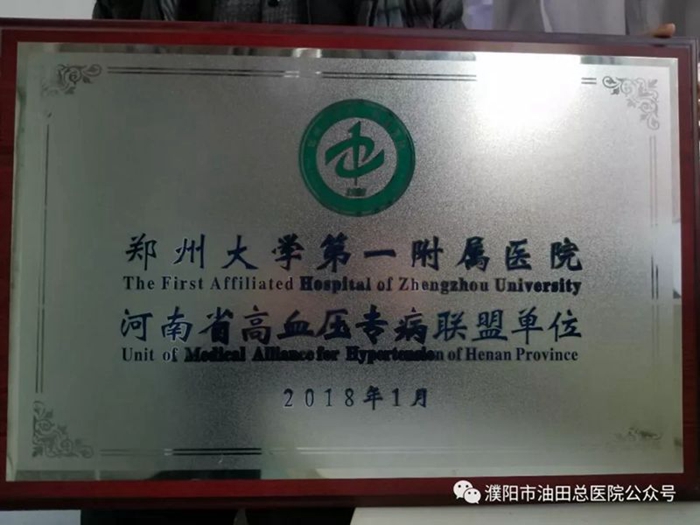 郑州大学第一附属医院
The First Affiliated Hospital of Zhengzhou University
河南省高血压专病联盟单位
Unit of Medical Alliance for Hypertension of Henan Province
2018年1月
濮阳市油田总医院公众号